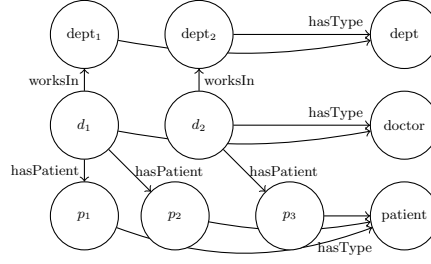 hasType
dept₁
dept₂
dept
worksIn
worksIn
hasType
d₁
d₂
doctor
hasPatient
hasPatient
hasPatient
p₁
p₂
p₃
patient
hasType